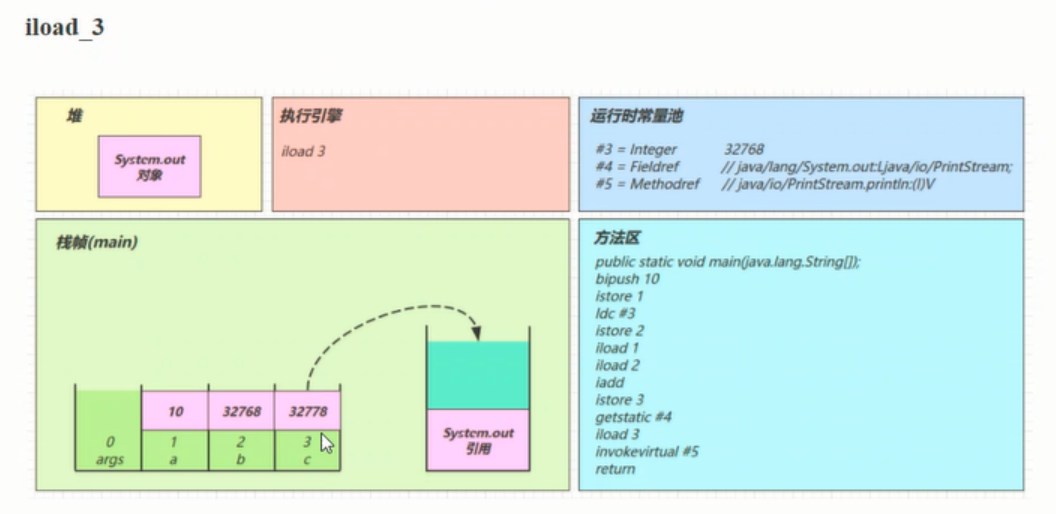 iload_3
堆
System.out
对象
执行引擎
iload 3
运行时常量池
#3 = Integer 32768
#4 = Fieldref // java/lang/System.out:Ljava/io/PrintStream;
#5 = Methodref // java/io/PrintStream.println:(I)V
栈帧(main)
10 32768 32778
0 1 2 3
args a b c
System.out
引用
方法区
public static void main(java.lang.String[]);
bipush 10
istore 1
ldc #3
istore 2
iload 1
iload 2
iadd
istore 3
getstatic #4
iload 3
invokevirtual #5
return